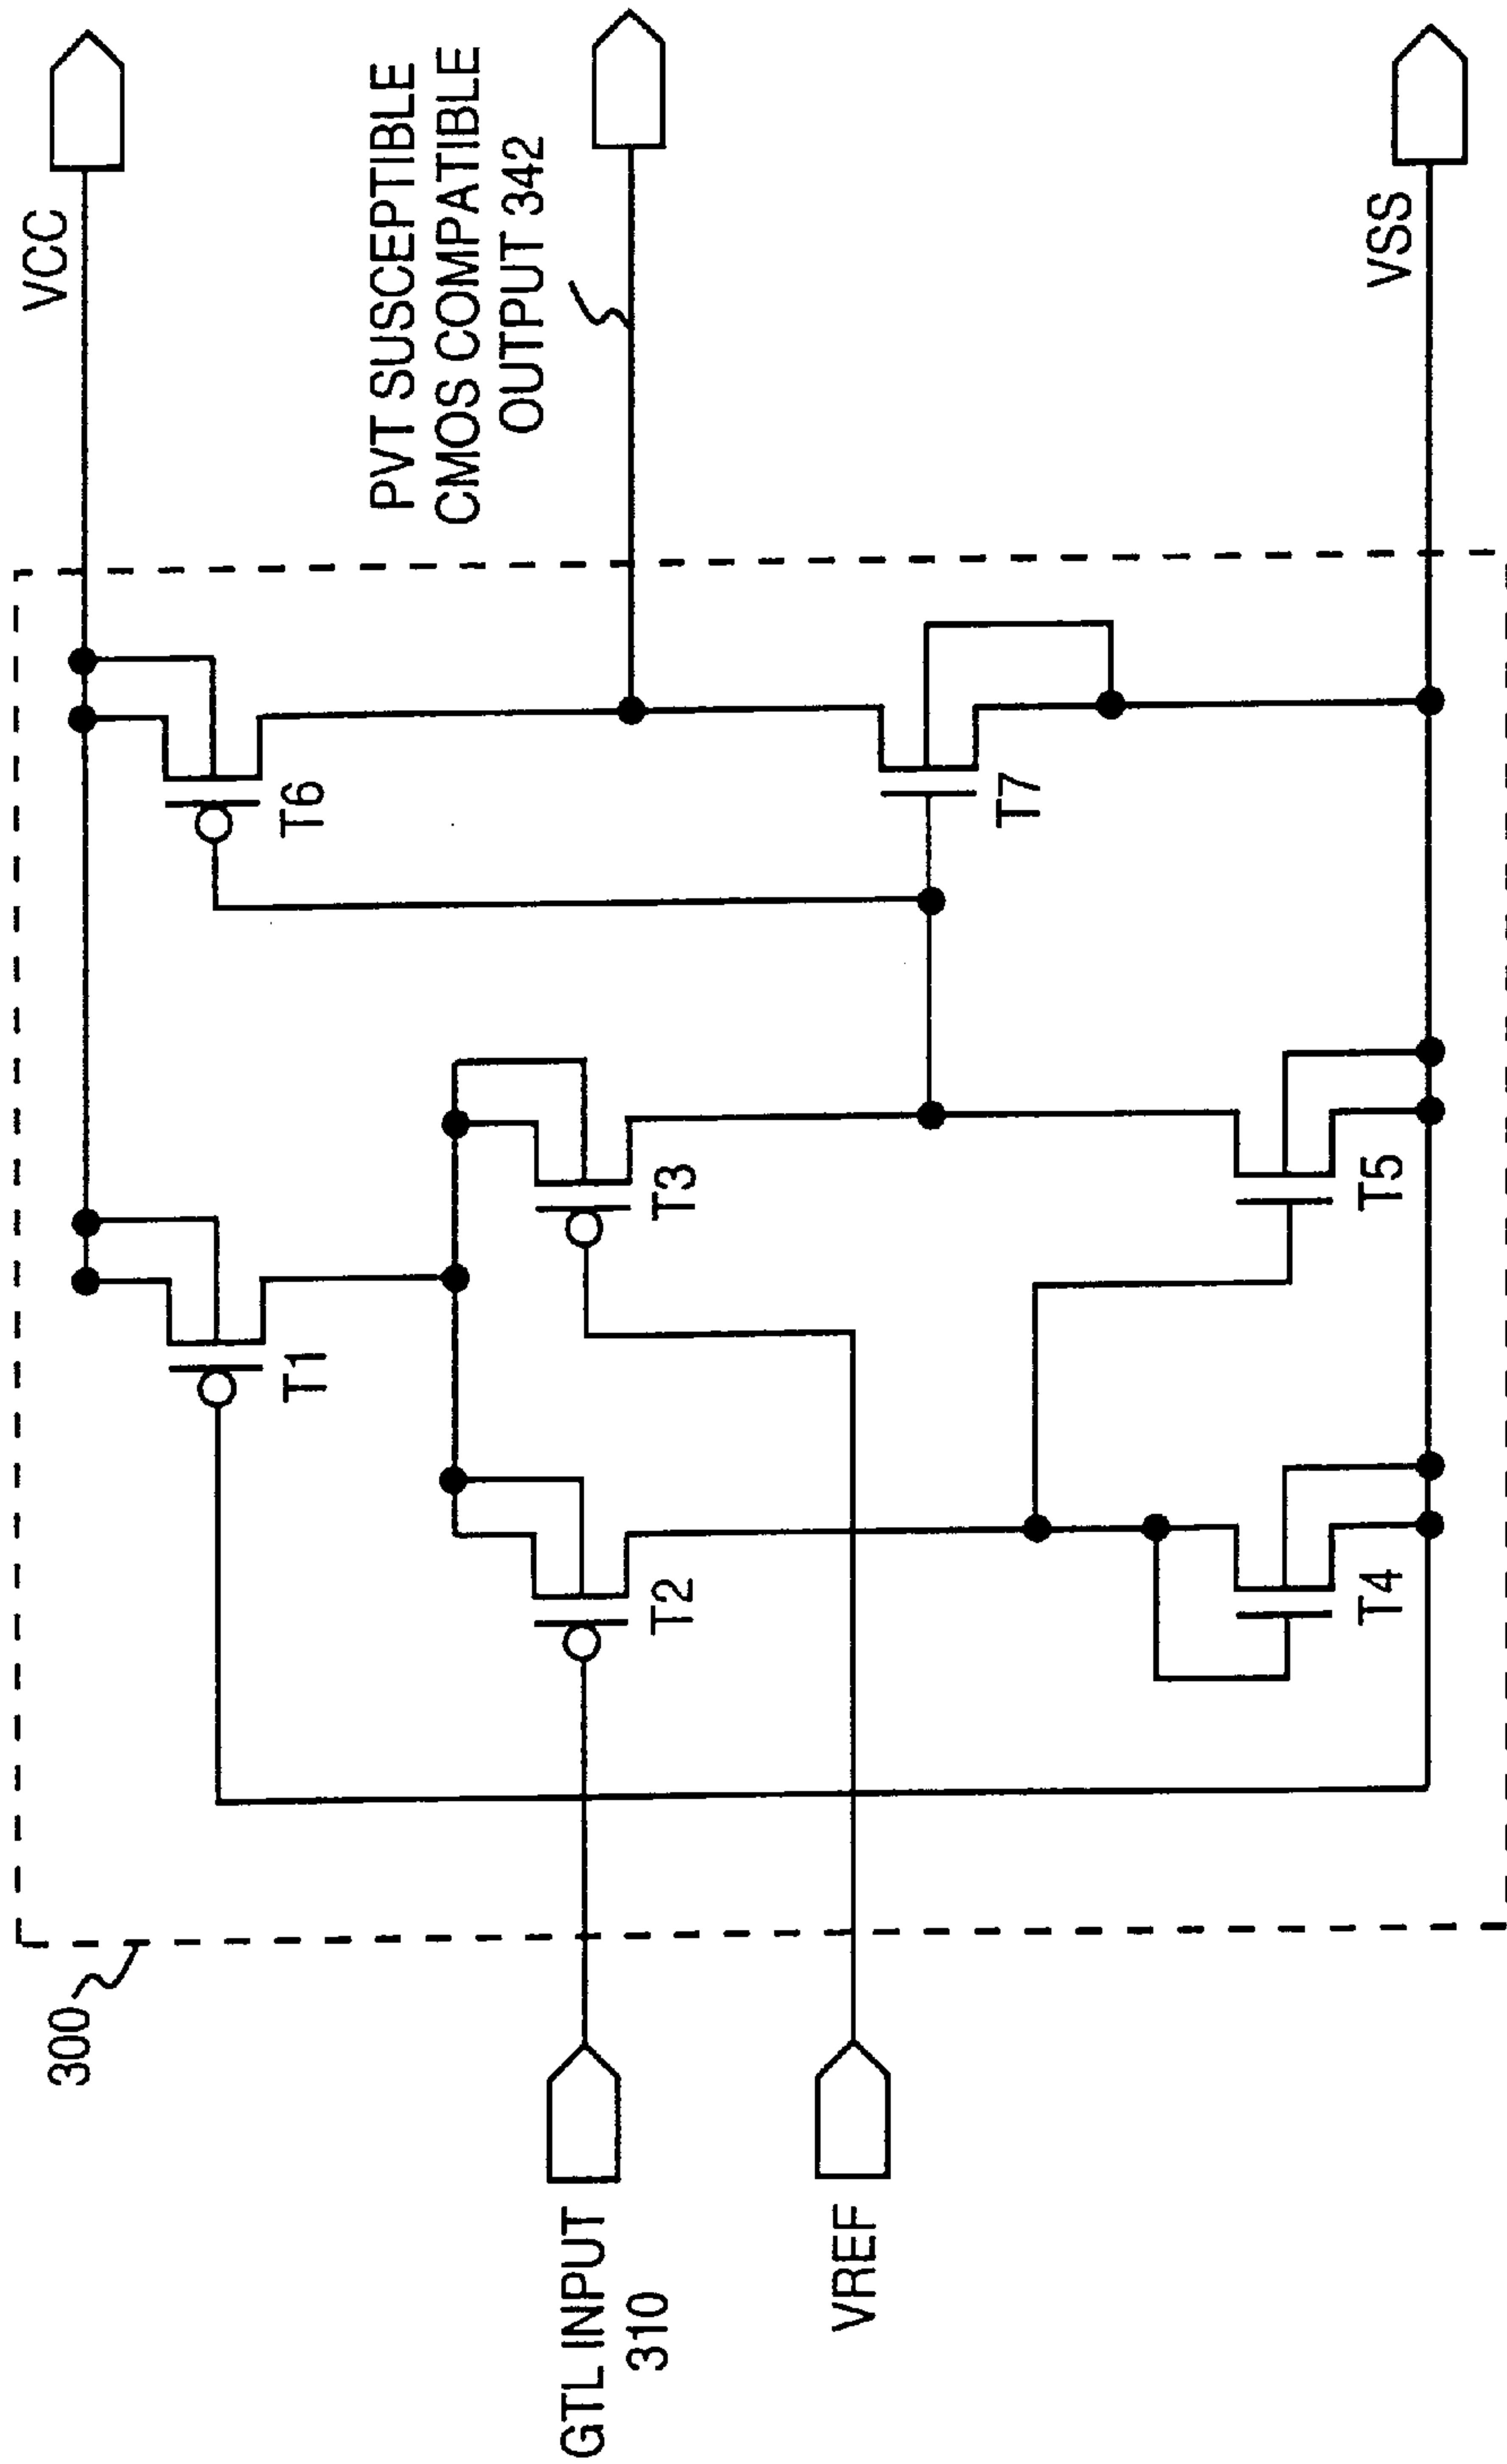 300
GTL INPUT
310
VREF
T1
T2
T3
T4
T5
T6
T7
VCC
PVT SUSCEPTIBLE
CMOS COMPATIBLE
OUTPUT 342
VSS